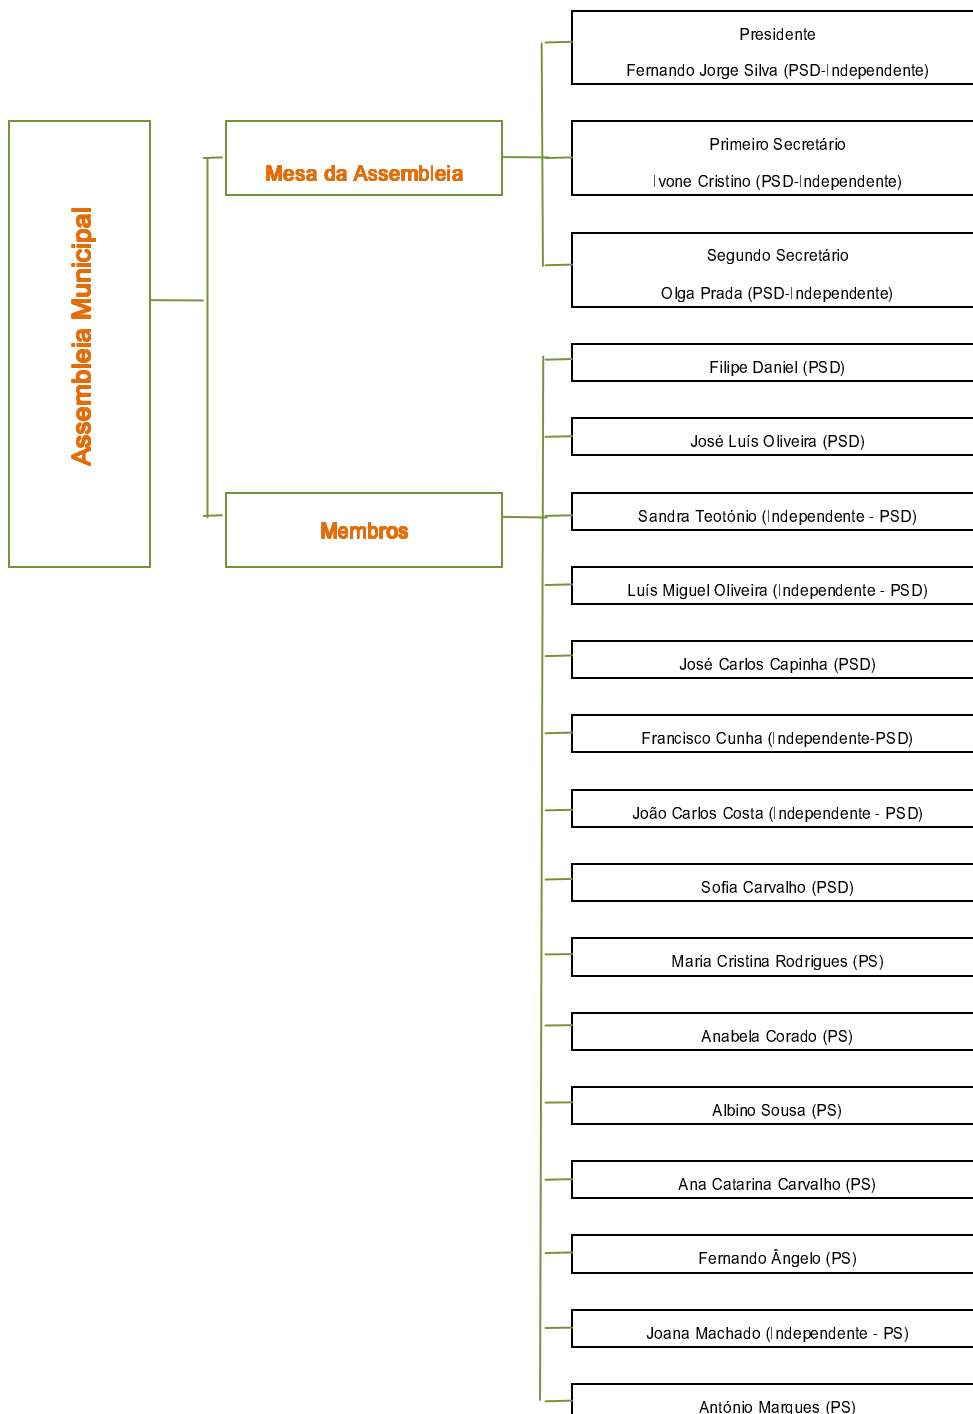 Assembleia Municipal
Mesa da Assembleia
Presidente
Fernando Jorge Silva (PSD-Independente)
Primeiro Secretário
Ivone Cristino (PSD-Independente)
Segundo Secretário
Olga Prada (PSD-Independente)
Membros
Filipe Daniel (PSD)
José Luís Oliveira (PSD)
Sandra Teotónio (Independente - PSD)
Luís Miguel Oliveira (Independente - PSD)
José Carlos Capinha (PSD)
Francisco Cunha (Independente-PSD)
João Carlos Costa (Independente - PSD)
Sofia Carvalho (PSD)
Maria Cristina Rodrigues (PS)
Anabela Corado (PS)
Albino Sousa (PS)
Ana Catarina Carvalho (PS)
Fernando Ângelo (PS)
Joana Machado (Independente - PS)
António Marques (PS)